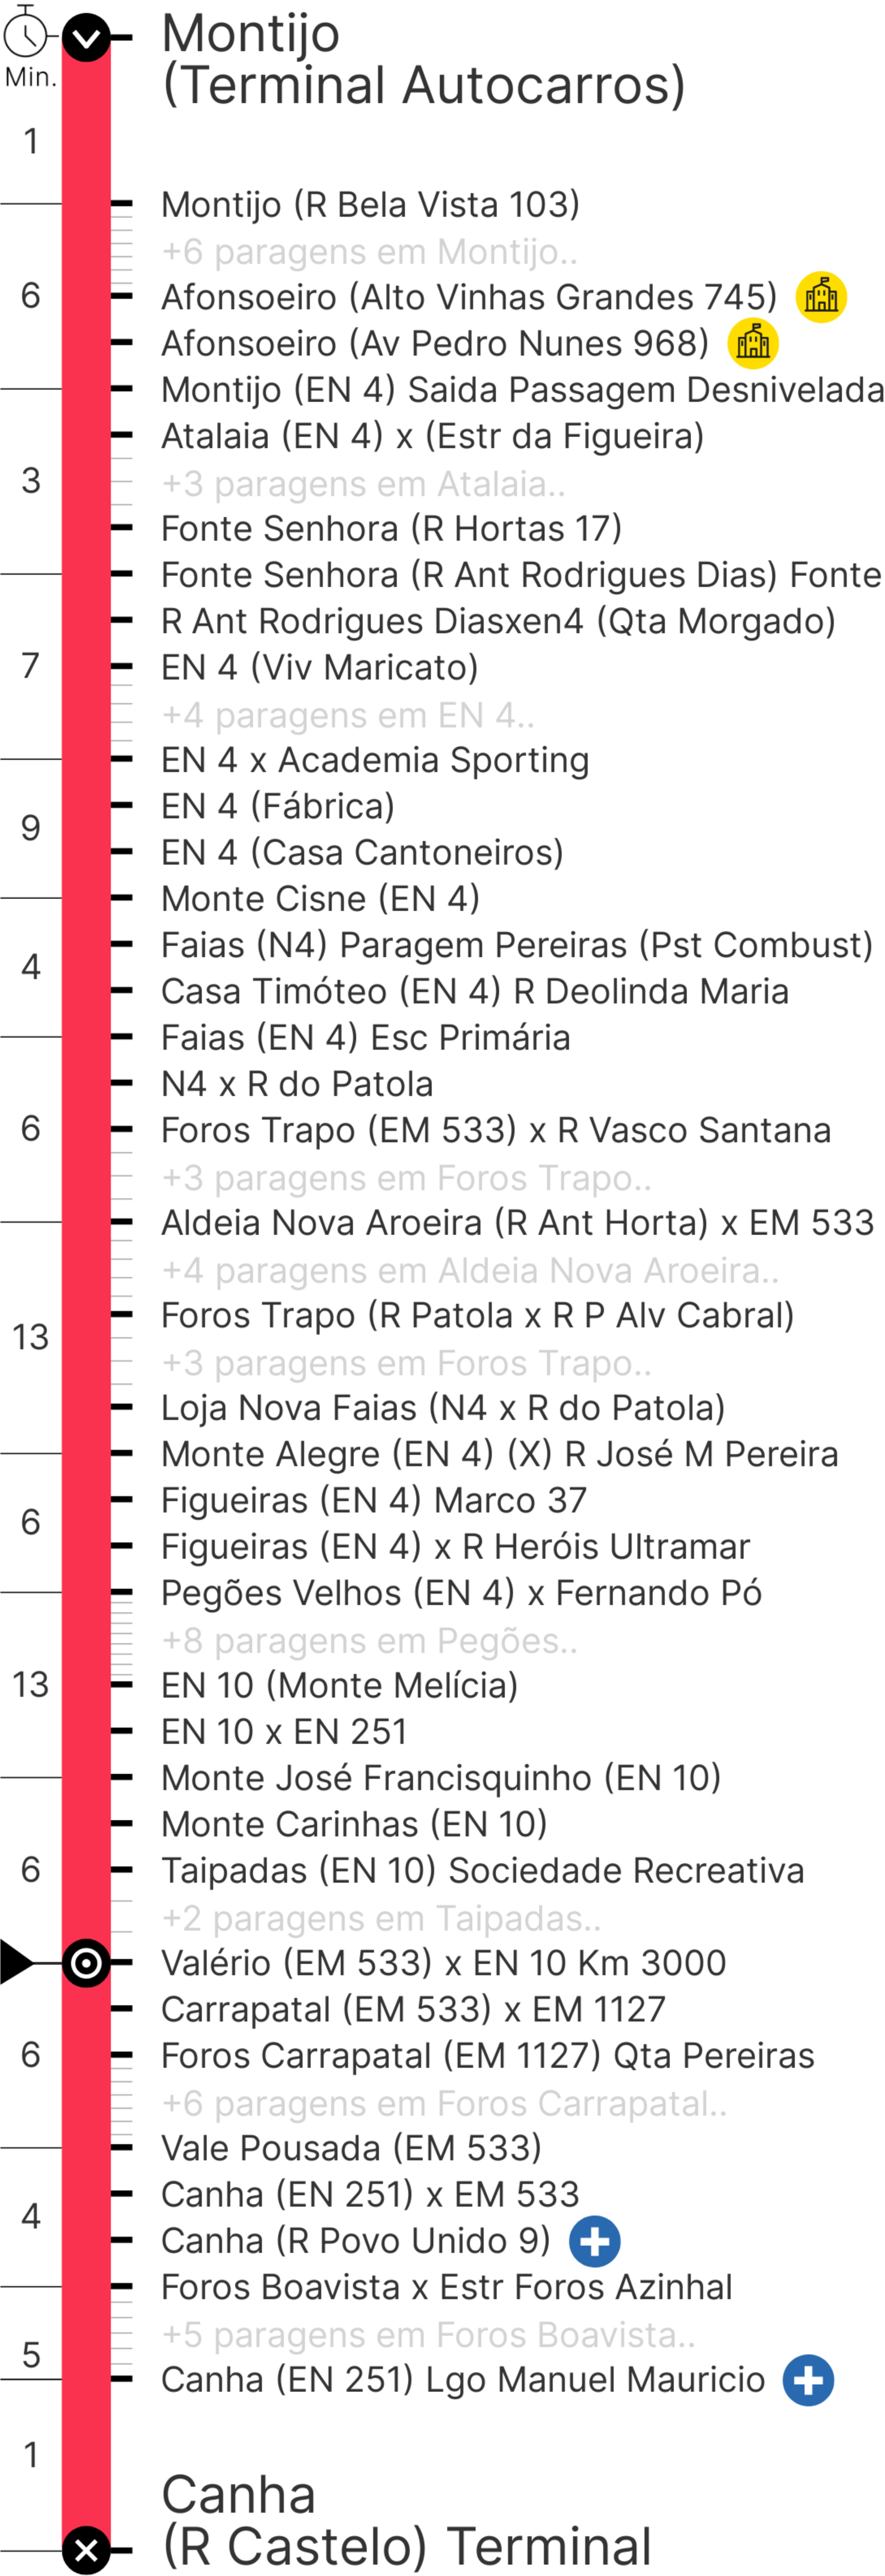 Montijo
(Terminal Autocarros)
Min.
1
Montijo (R Bela Vista 103)
+6 paragens em Montijo..
6
Afonsoeiro (Alto Vinhas Grandes 745)
Afonsoeiro (Av Pedro Nunes 968)
Montijo (EN 4) Saida Passagem Desnivelada
Atalaia (EN 4) x (Estr da Figueira)
3
+3 paragens em Atalaia..
Fonte Senhora (R Hortas 17)
Fonte Senhora (R Ant Rodrigues Dias) Fonte
R Ant Rodrigues Diasxen4 (Qta Morgado)
7
EN 4 (Viv Maricato)
+4 paragens em EN 4..
EN 4 x Academia Sporting
EN 4 (Fábrica)
9
EN 4 (Casa Cantoneiros)
Monte Cisne (EN 4)
Faias (N4) Paragem Pereiras (Pst Combust)
4
Casa Timóteo (EN 4) R Deolinda Maria
Faias (EN 4) Esc Primária
N4 x R do Patola
6
Foros Trapo (EM 533) x R Vasco Santana
+3 paragens em Foros Trapo..
Aldeia Nova Aroeira (R Ant Horta) x EM 533
+4 paragens em Aldeia Nova Aroeira..
Foros Trapo (R Patola x R P Alv Cabral)
13
+3 paragens em Foros Trapo..
Loja Nova Faias (N4 x R do Patola)
Monte Alegre (EN 4) (X) R José M Pereira
Figueiras (EN 4) Marco 37
6
Figueiras (EN 4) x R Heróis Ultramar
Pegões Velhos (EN 4) x Fernando Pó
+8 paragens em Pegões..
13
EN 10 (Monte Melícia)
EN 10 x EN 251
Monte José Francisquinho (EN 10)
Monte Carinhas (EN 10)
6
Taipadas (EN 10) Sociedade Recreativa
+2 paragens em Taipadas..
Valério (EM 533) x EN 10 Km 3000
Carrapatal (EM 533) x EM 1127
6
Foros Carrapatal (EM 1127) Qta Pereiras
+6 paragens em Foros Carrapatal..
Vale Pousada (EM 533)
Canha (EN 251) x EM 533
4
Canha (R Povo Unido 9)
Foros Boavista x Estr Foros Azinhal
+5 paragens em Foros Boavista..
5
Canha (EN 251) Lgo Manuel Mauricio
1
Canha
(R Castelo) Terminal